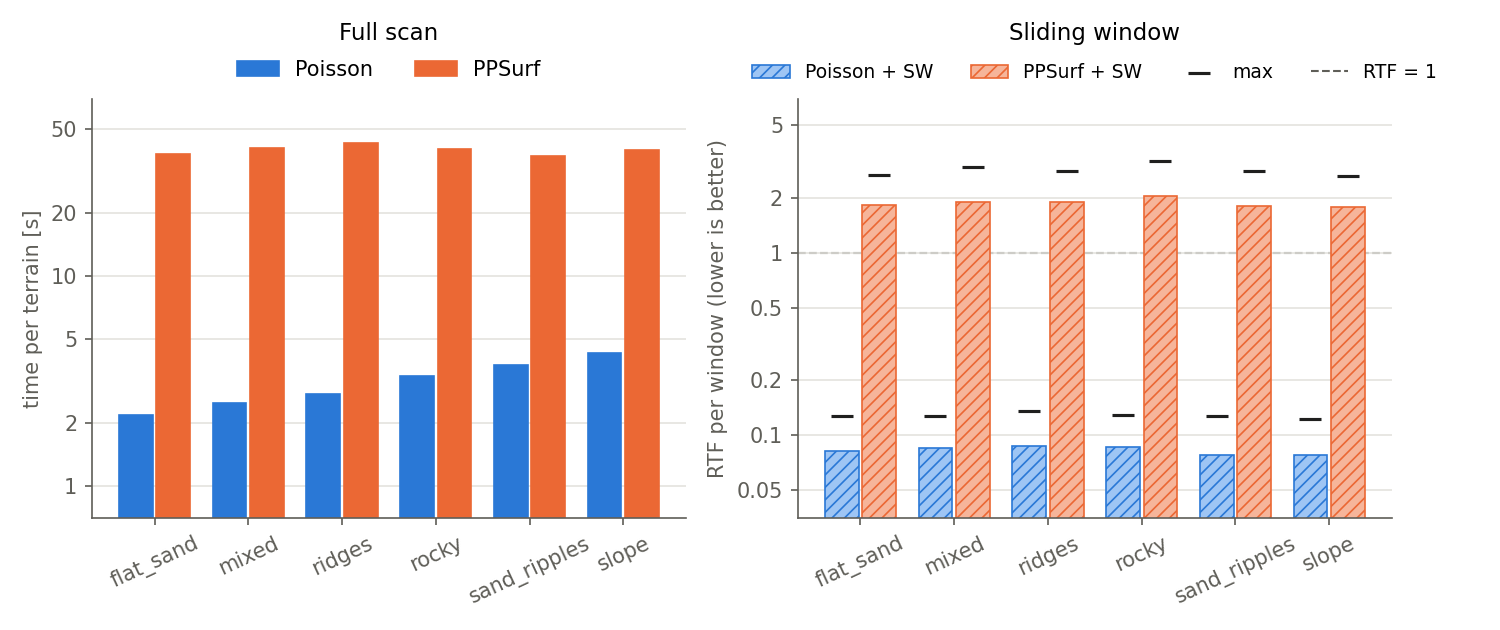 Full scan
Poisson PPSurf
time per terrain [s]
50
20
10
5
2
1
flat_sand
mixed
ridges
rocky
sand_ripples
slope
Sliding window
Poisson + SW PPSurf + SW max RTF = 1
RTF per window (lower is better)
5
2
1
0.5
0.2
0.1
0.05
flat_sand
mixed
ridges
rocky
sand_ripples
slope